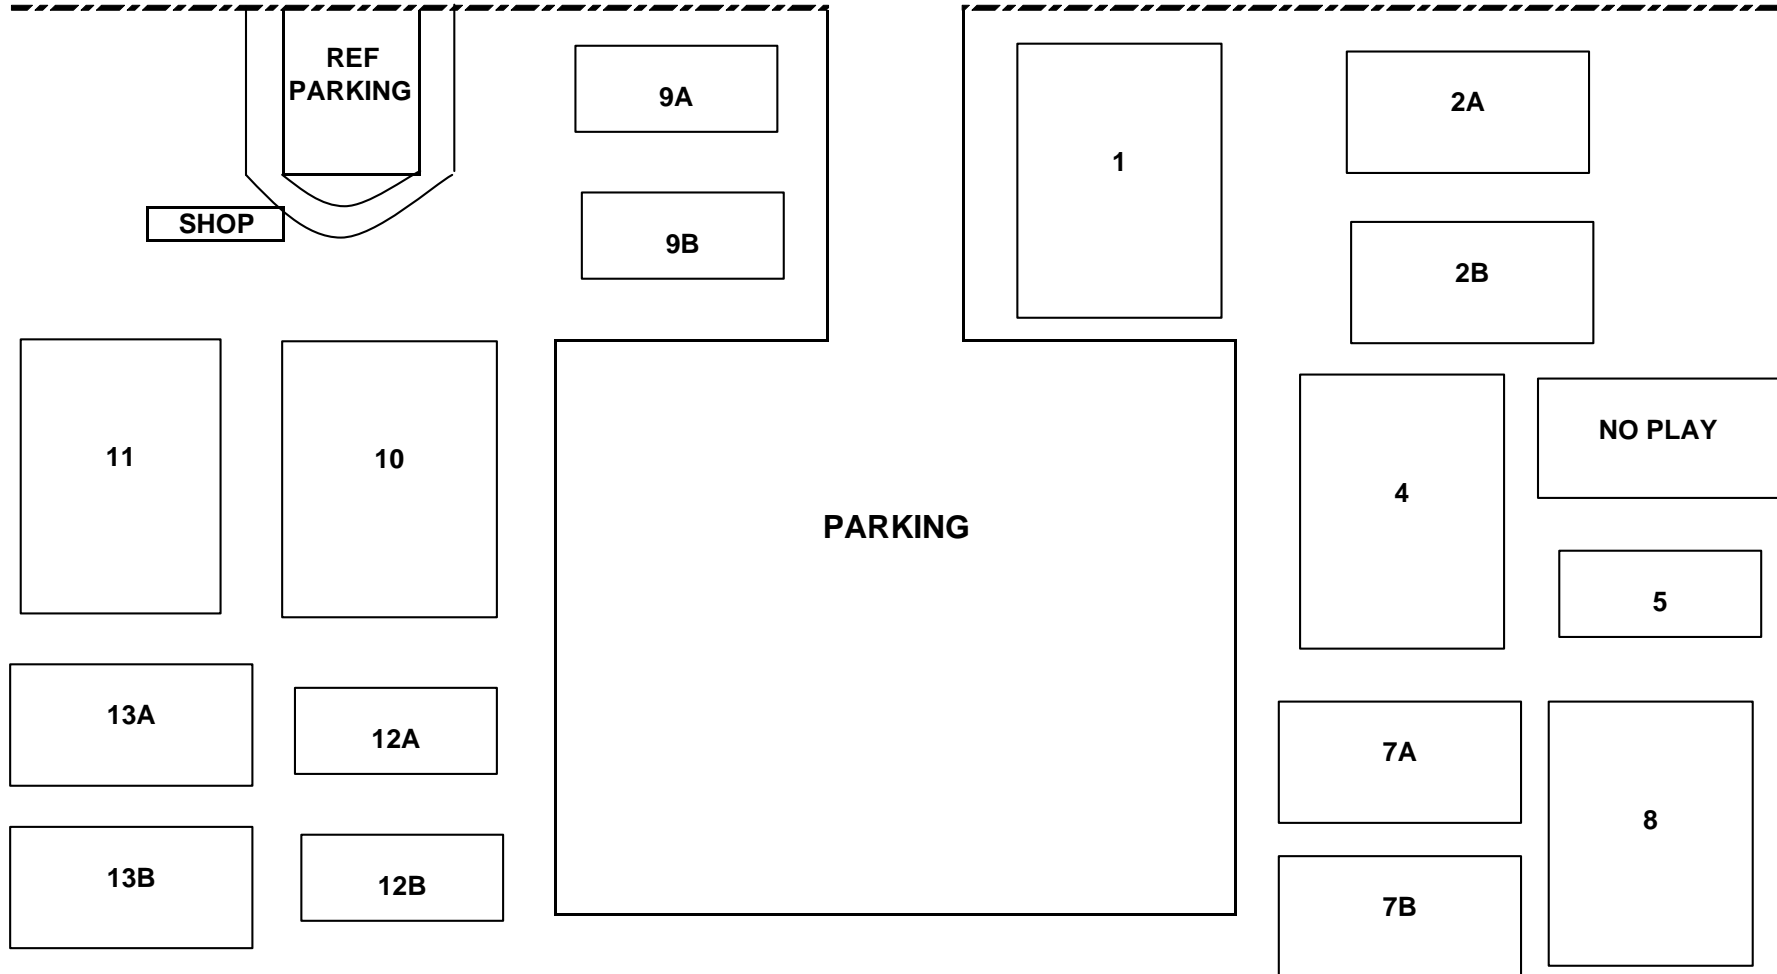 REF
PARKING
9A
1
2A
SHOP
9B
2B
11
10
PARKING
4
NO PLAY
5
13A
12A
7A
8
13B
12B
7B